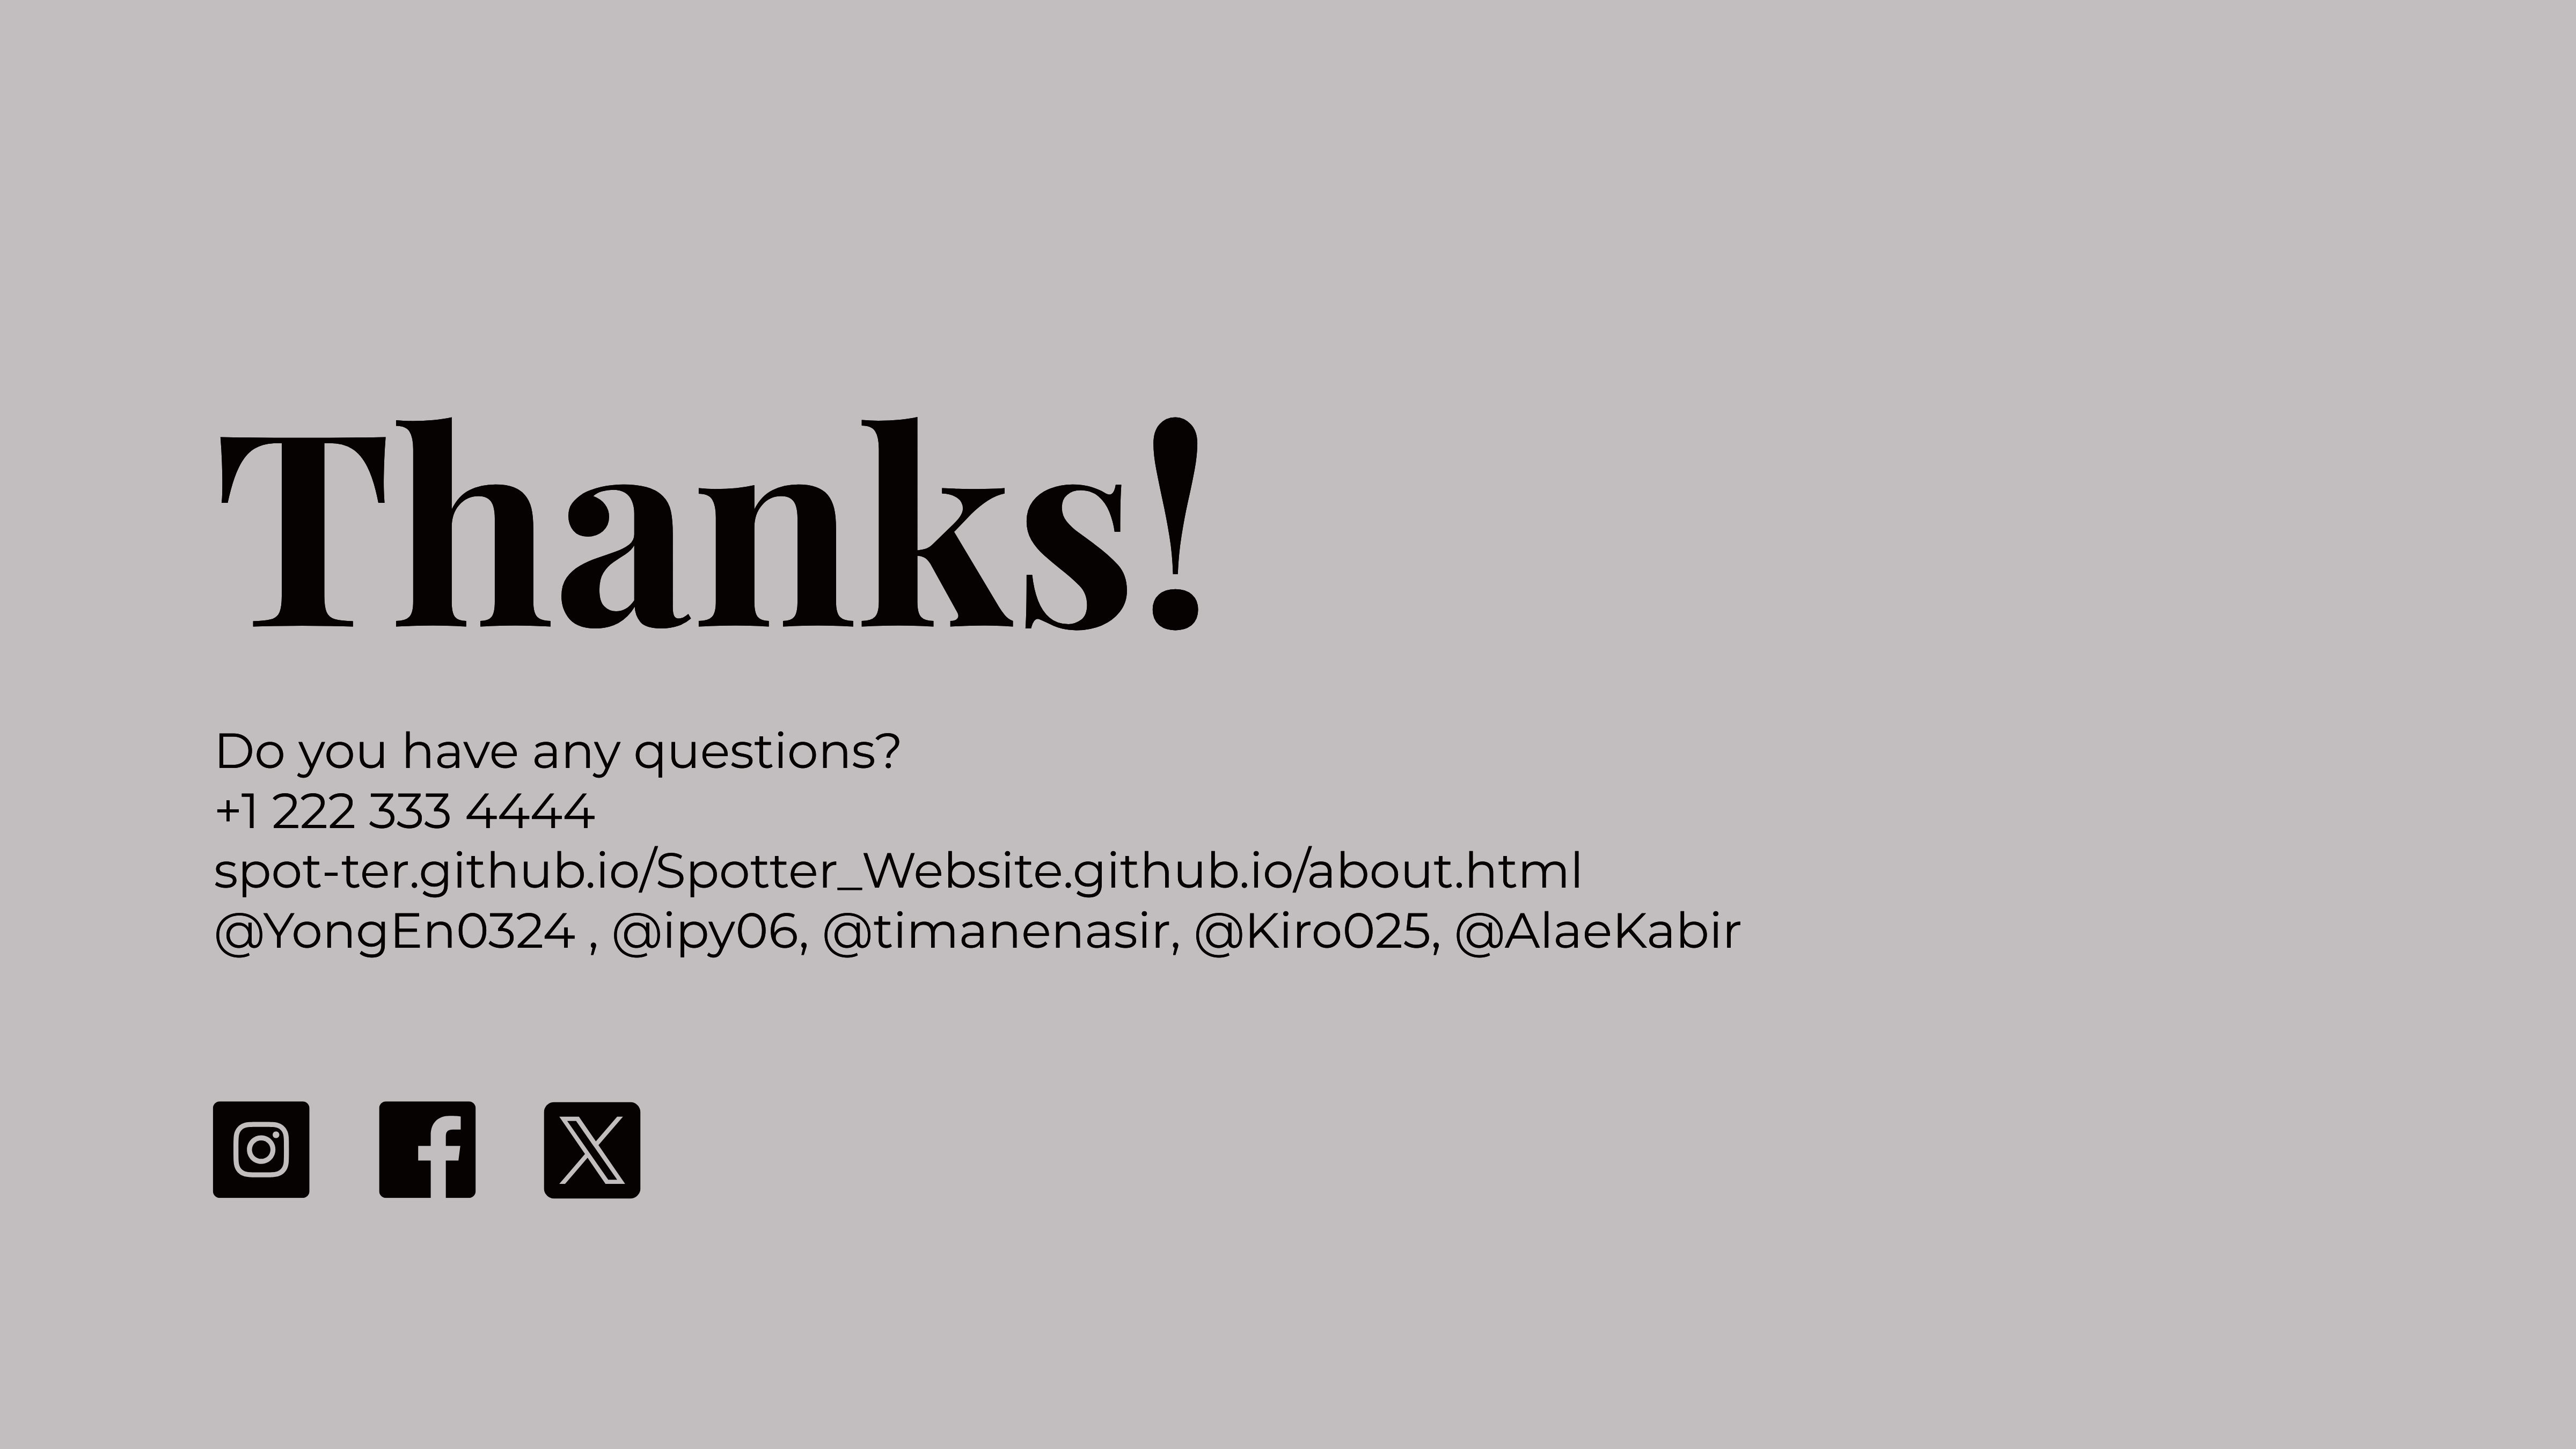 Thanks!
Do you have any questions?
+1 222 333 4444
spot-ter.github.io/Spotter_Website.github.io/about.html
@YongEn0324 , @ipy06, @timanenasir, @Kiro025, @AlaeKabir